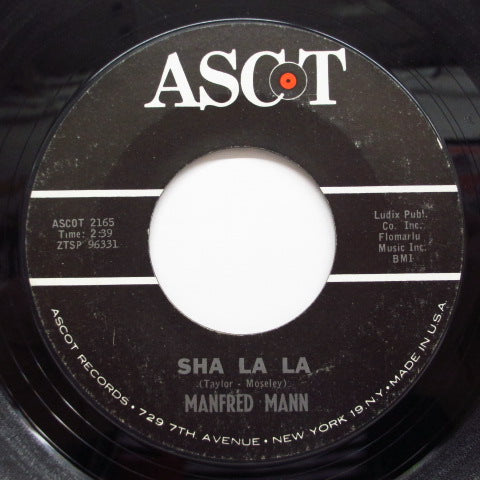 ASCOT
ASCOT 2165
Time: 2:39
ZTSP 96331
Ludix Publ.
Co. Inc.
Flomarlu
Music Inc.
BMI
SHA LA LA
(Taylor - Moseley)
MANFRED MANN
ASCOT RECORDS • 729 7TH AVENUE • NEW YORK 19 N.Y. • MADE IN U.S.A.